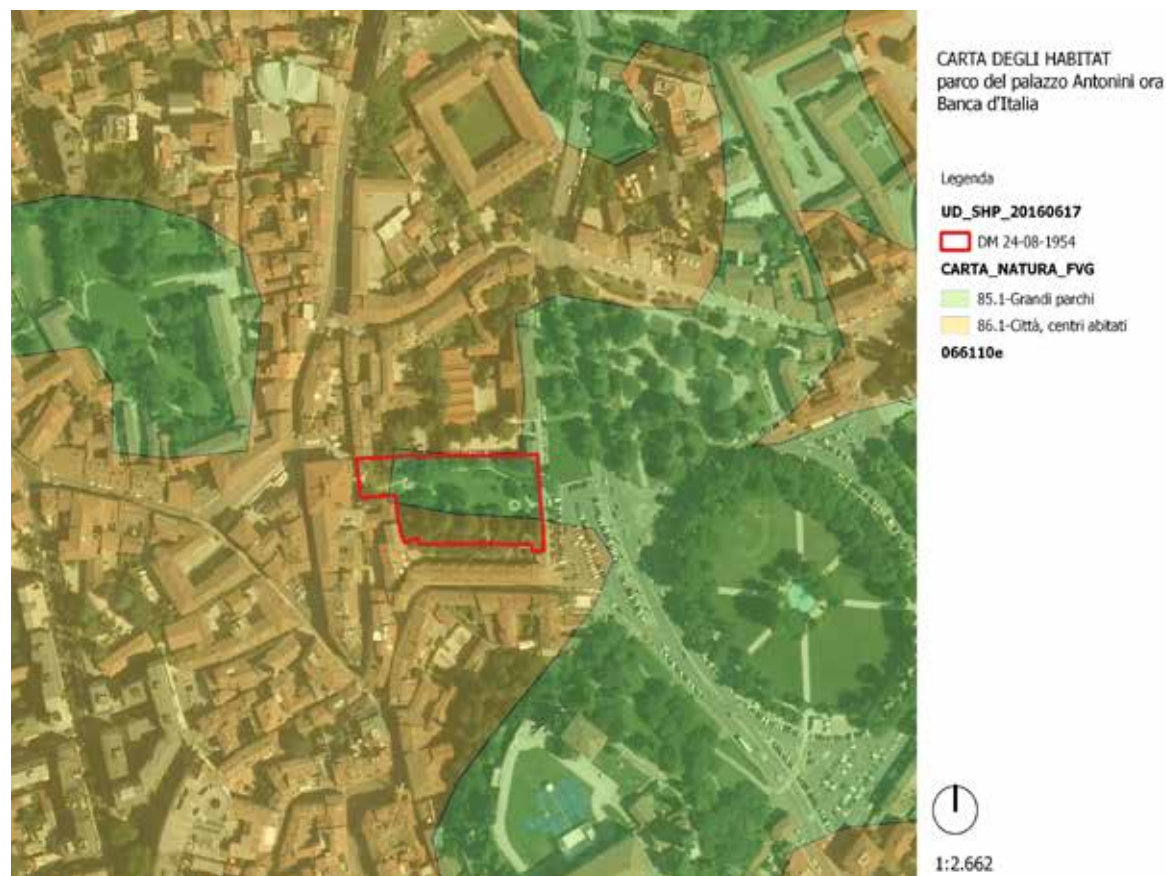 CARTA DEGLI HABITAT
parco del palazzo Antonini ora
Banca d'Italia
Legenda
UD_SHP_20160617
DM 24-08-1954
CARTA_NATURA_FVG
85.1-Grandi parchi
86.1-Città, centri abitati
066110e
1:2.662